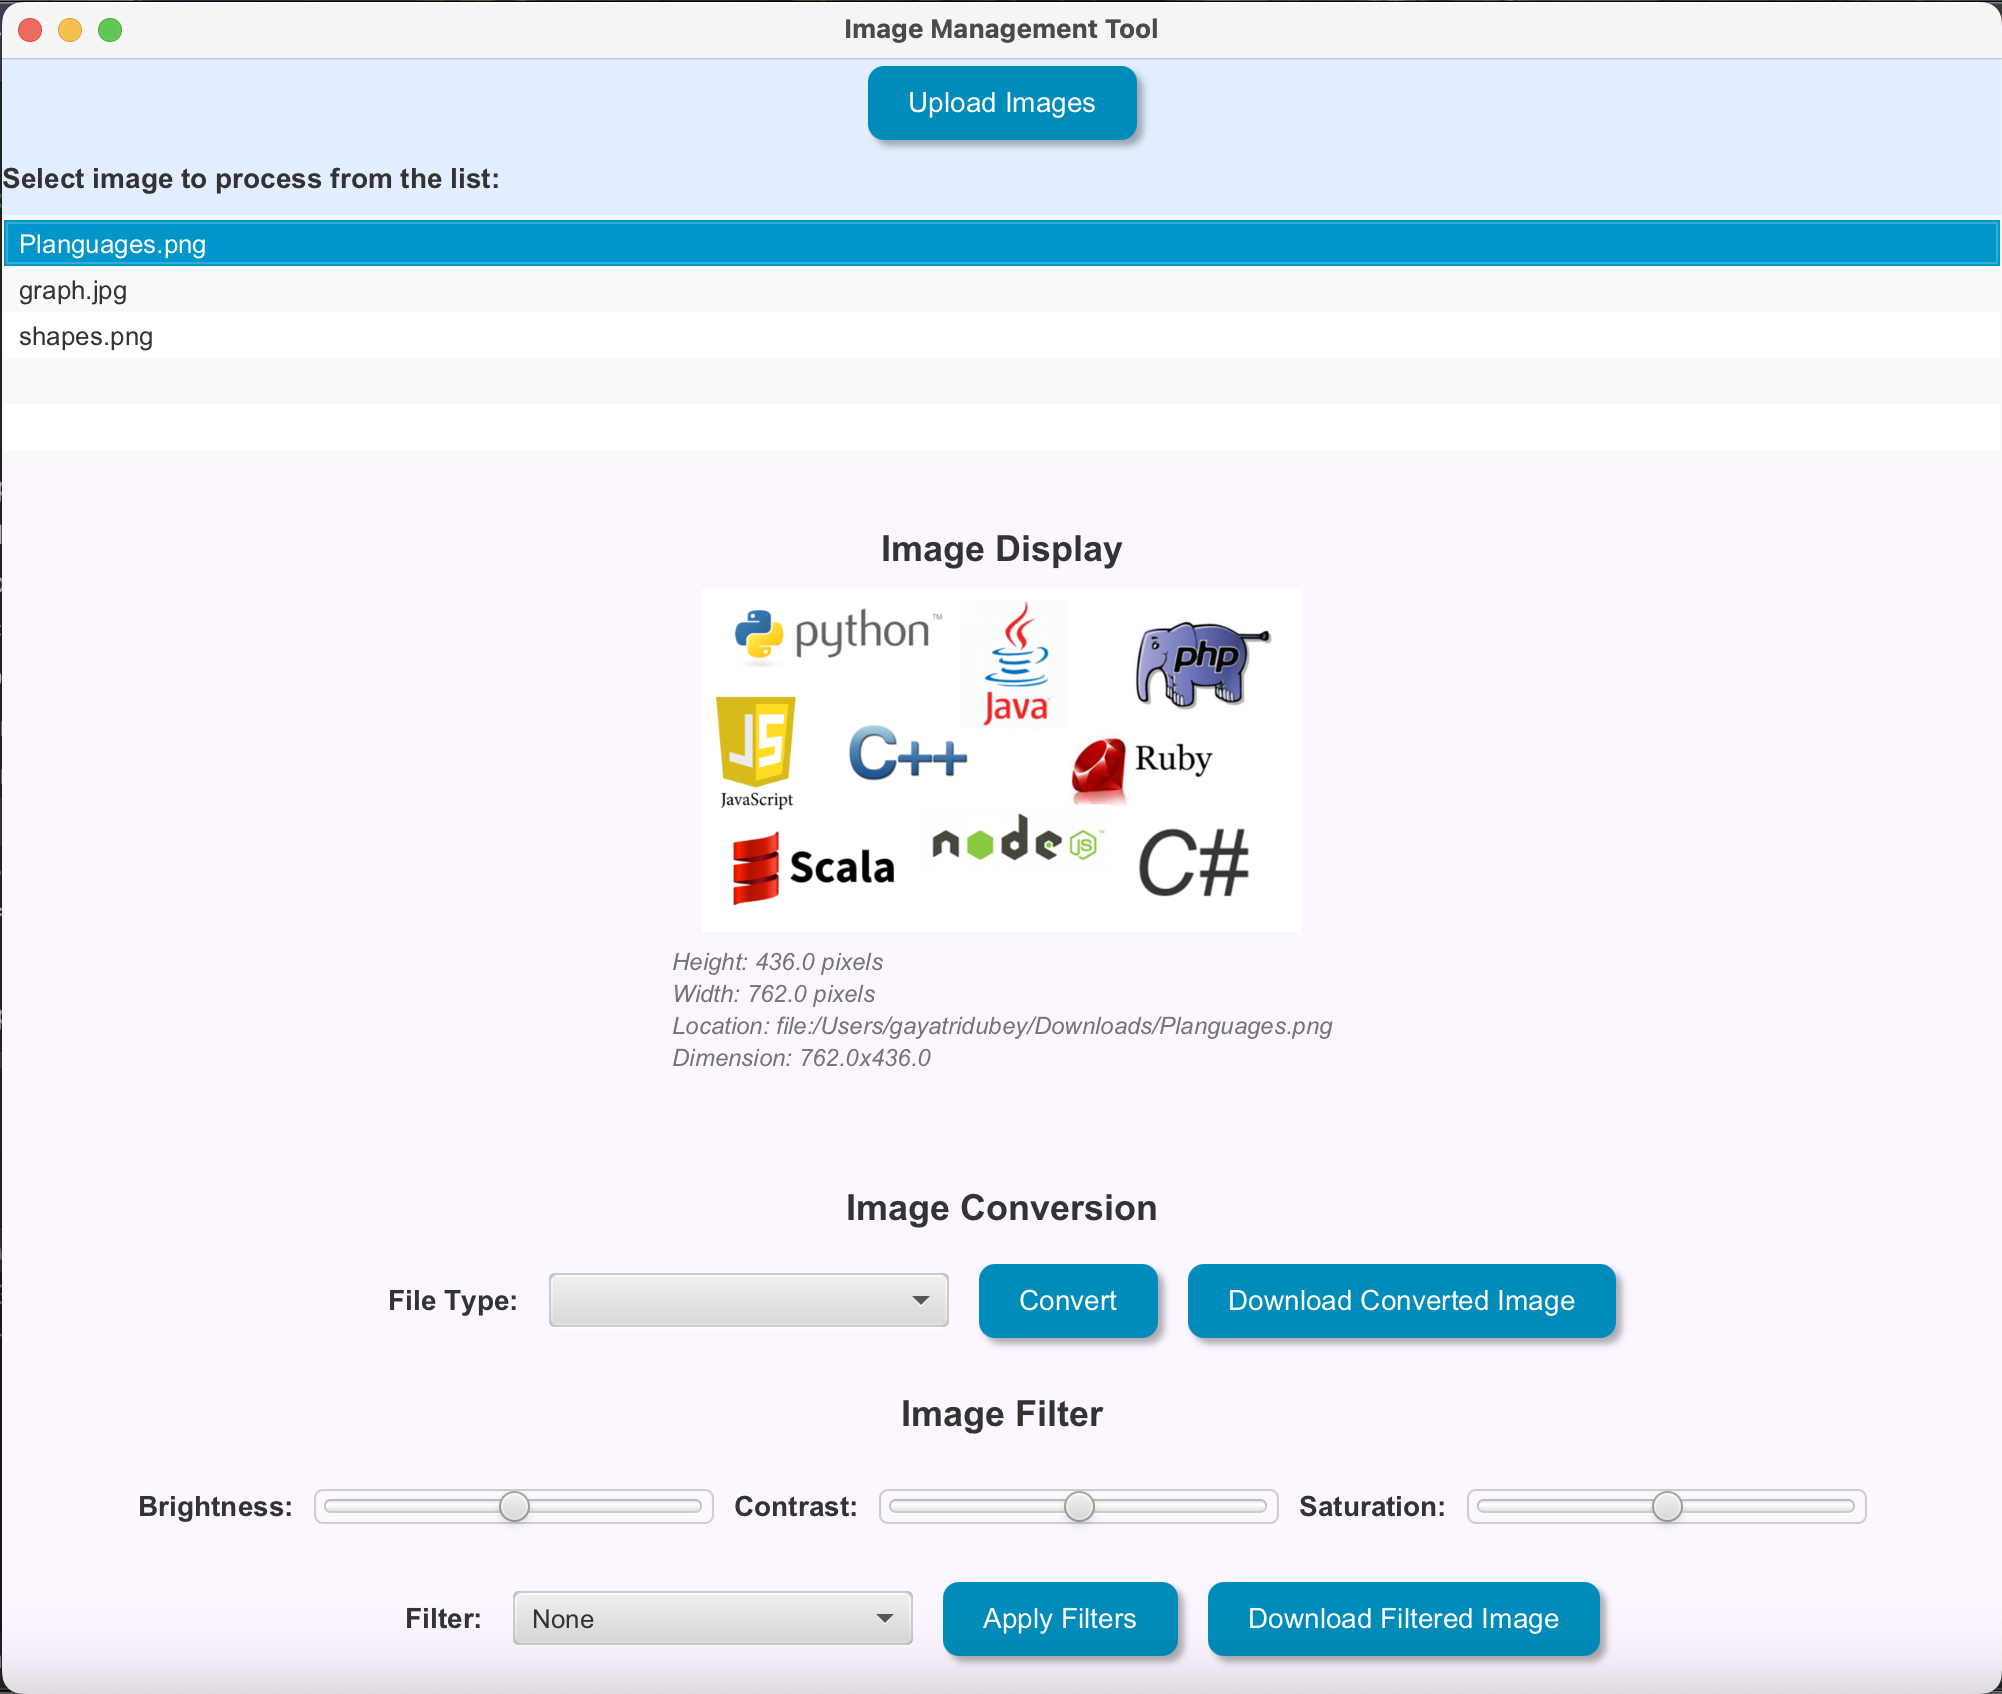 Image Management Tool
Upload Images
Select image to process from the list:
Planguages.png
graph.jpg
shapes.png
Image Display
python™
Java
php
JS
JavaScript
C++
Ruby
Scala
node JS™
C#
Height: 436.0 pixels
Width: 762.0 pixels
Location: file:/Users/gayatridubey/Downloads/Planguages.png
Dimension: 762.0x436.0
Image Conversion
File Type: Convert Download Converted Image
Image Filter
Brightness: Contrast: Saturation:
Filter: None Apply Filters Download Filtered Image